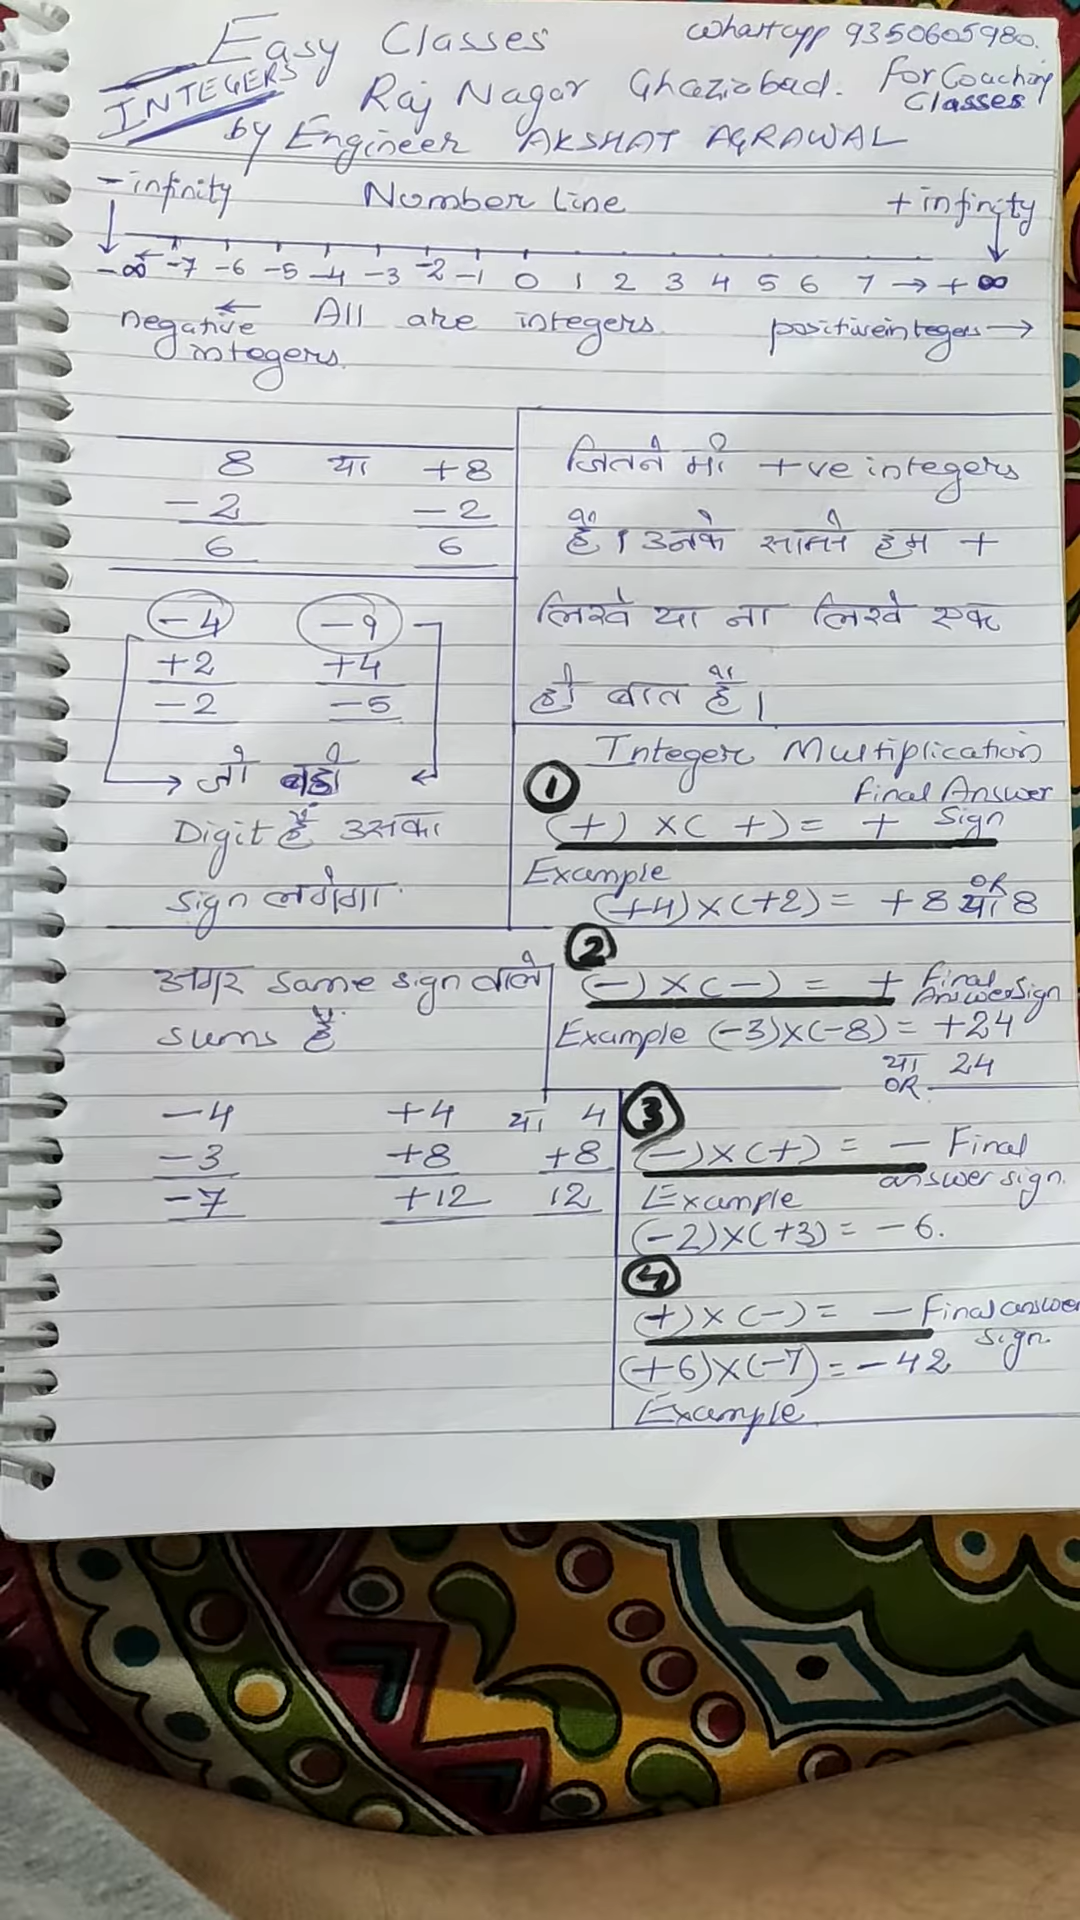 Easy Classes
Whatsapp 9350605980.
INTEGERS
Raj Nagar Ghaziabad.
For Coaching
Classes
by Engineer AKSHAT AGRAWAL
- infinity Number Line + infinity
-∞ ← -7 -6 -5 -4 -3 -2 -1 0 1 2 3 4 5 6 7 → +∞
← All are integers. positive integers →
negative
integers.
8 या +8
-2 -2
6 6
-4 -9
+2 +4
-2 -5
→ जो बड़ी ←
Digit हैं उसका
sign लगेगा.
जितने भी +ve integers
हैं। उनके सामने हम +
लिखे या ना लिखे एक
ही बात है।
Integer Multiplication
1
Final Answer
(+) × (+) = + Sign
Example
(+4)×(+2) = +8 OR या 8
2
(-) × (-) = + Final
Answer Sign
Example (-3)×(-8) = +24
या 24
OR
अगर same sign वाले
sums हैं
-4 +4 या 4
-3 +8 +8
-7 +12 12
3
(-)×(+) = - Final
answer sign.
Example
(-2)×(+3) = -6.
4
(+)×(-) = - Final answer
sign.
(+6)×(-7) = -42
Example